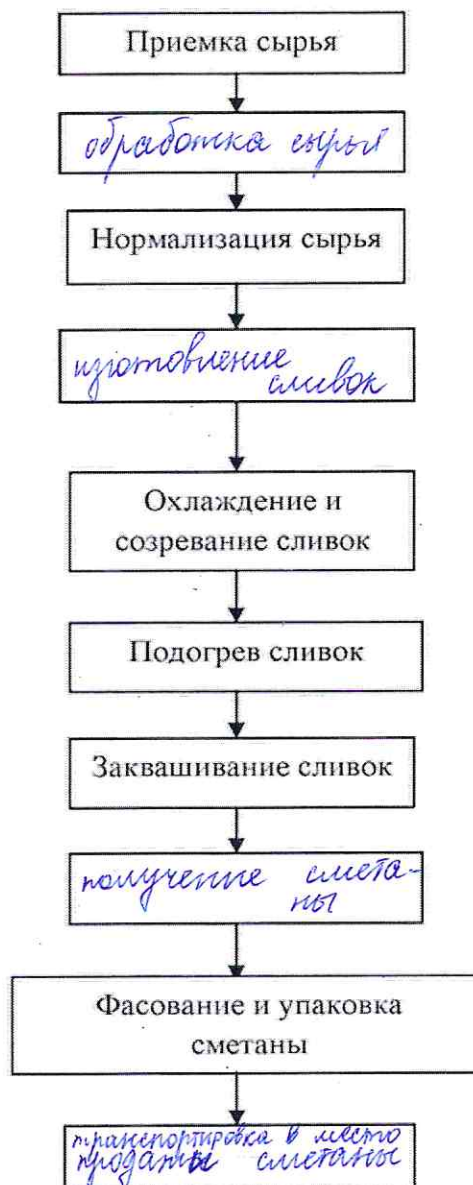 Приемка сырья
обработка сырья
Нормализация сырья
изготовление
сливок
Охлаждение и
созревание сливок
Подогрев сливок
Заквашивание сливок
получение смета-
ны
Фасование и упаковка
сметаны
транспортировка в место
продажи сметаны